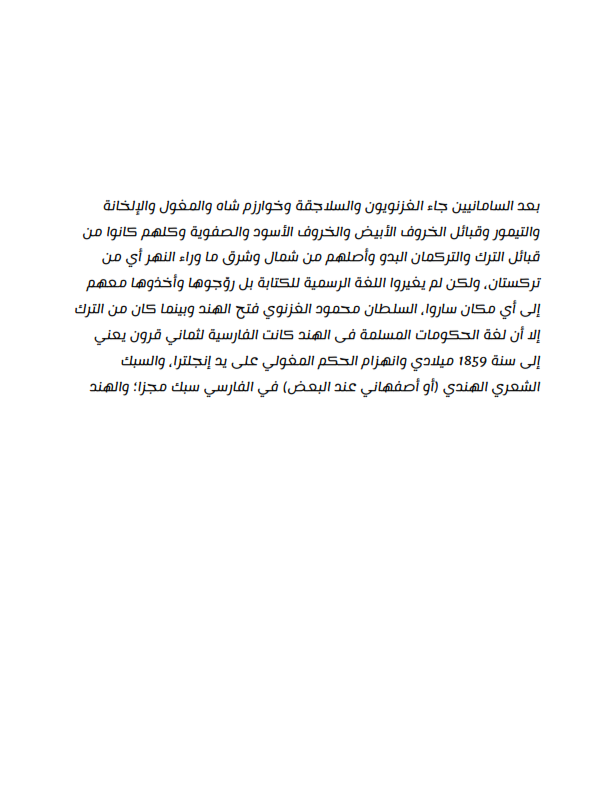 بعد السامانيين جاء الغزنويون والسلاجقة وخوارزم شاه والمغول والإلخانة
والتيمور وقبائل الخروف الأبيض والخروف الأسود والصفوية وكلهم كانوا من
قبائل الترك والتركمان البدو وأصلهم من شمال وشرق ما وراء النهر أي من
تركستان، ولكن لم يغيروا اللغة الرسمية للكتابة بل روّجوها وأخذوها معهم
إلى أي مكان ساروا، السلطان محمود الغزنوي فتح الهند وبينما كان من الترك
إلا أن لغة الحكومات المسلمة فى الهند كانت الفارسية لثماني قرون يعني
إلى سنة 1859 ميلادي وانهزام الحكم المغولي على يد إنجلترا، والسبك
الشعري الهندي (أو أصفهاني عند البعض) في الفارسي سبك مجزا؛ والهند